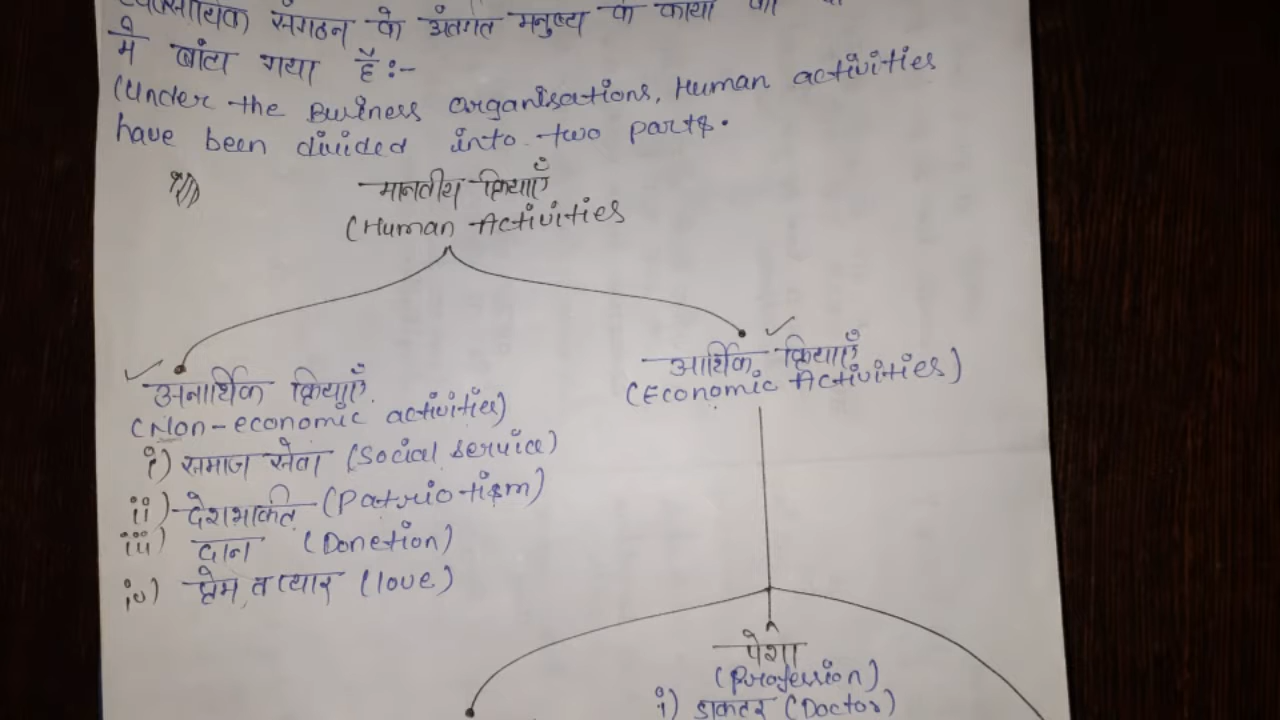 व्यवसायिक संगठन के अंतर्गत मनुष्य के कार्यों को
में बांटा गया है:-
(Under the Business organisations, Human activities
have been divided into two parts.
मानवीय क्रियाएँ
(Human Activities
आर्थिक क्रियाएँ
(Economic Activities)
अनार्थिक क्रियाएँ
(Non-economic activities)
i) समाज सेवा (Social service)
ii) देशभक्ति (Patriotism)
iii) दान (Donetion)
iv) प्रेम व प्यार (love)
पेशा
(Profession)
i) डाक्टर (Doctor)